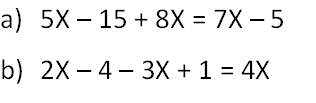 a) 5X – 15 + 8X = 7X – 5
b) 2X – 4 – 3X + 1 = 4X